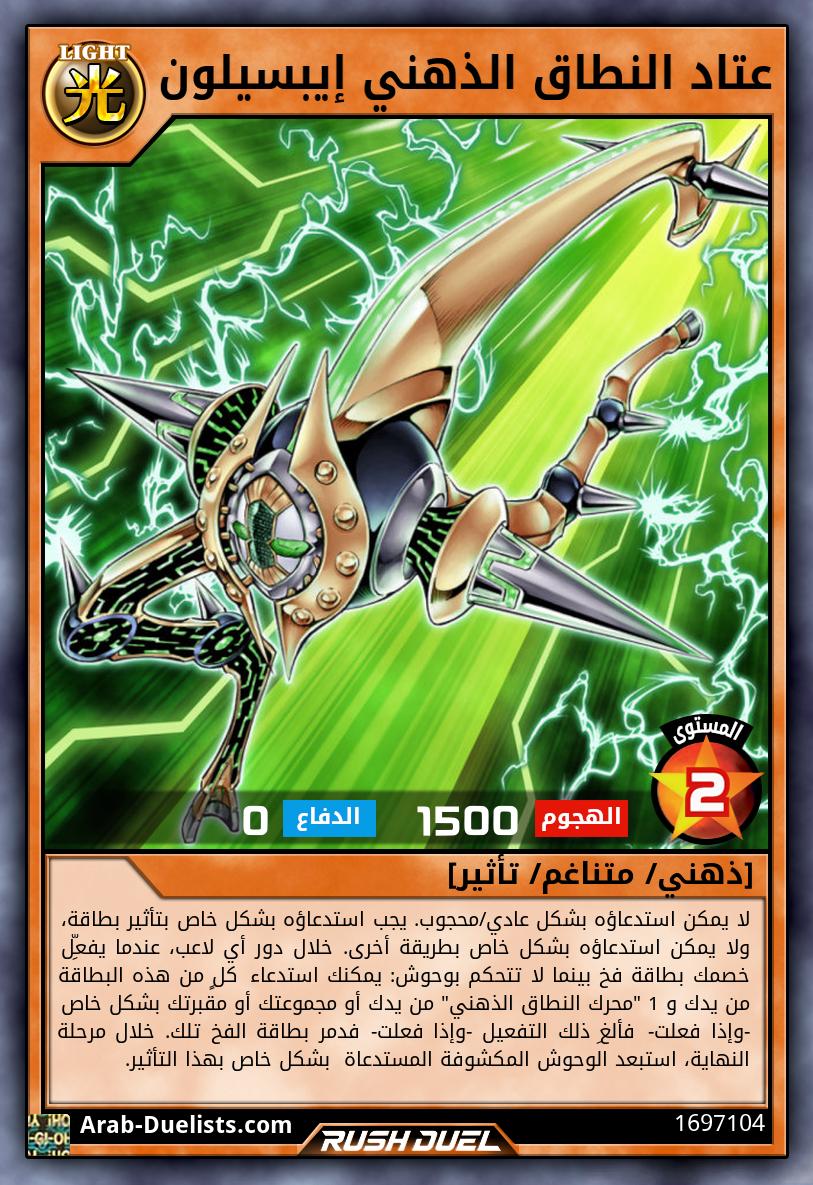 LIGHT
光
عتاد النطاق الذهني إيبسيلون
المستوى
2
الهجوم 1500 الدفاع 0
[ذهني/ متناغم/ تأثير]
لا يمكن استدعاؤه بشكل عادي/محجوب. يجب استدعاؤه بشكل خاص بتأثير بطاقة،
ولا يمكن استدعاؤه بشكل خاص بطريقة أخرى. خلال دور أي لاعب، عندما يفعلّ
خصمك بطاقة فخ بينما لا تتحكم بوحوش: يمكنك استدعاء كلٍ من هذه البطاقة
من يدك و 1 "محرك النطاق الذهني" من يدك أو مجموعتك أو مقبرتك بشكل خاص
-وإذا فعلت- فألغِ ذلك التفعيل -وإذا فعلت- فدمر بطاقة الفخ تلك. خلال مرحلة
النهاية، استبعد الوحوش المكشوفة المستدعاة بشكل خاص بهذا التأثير.
Arab-Duelists.com
RUSH DUEL
1697104